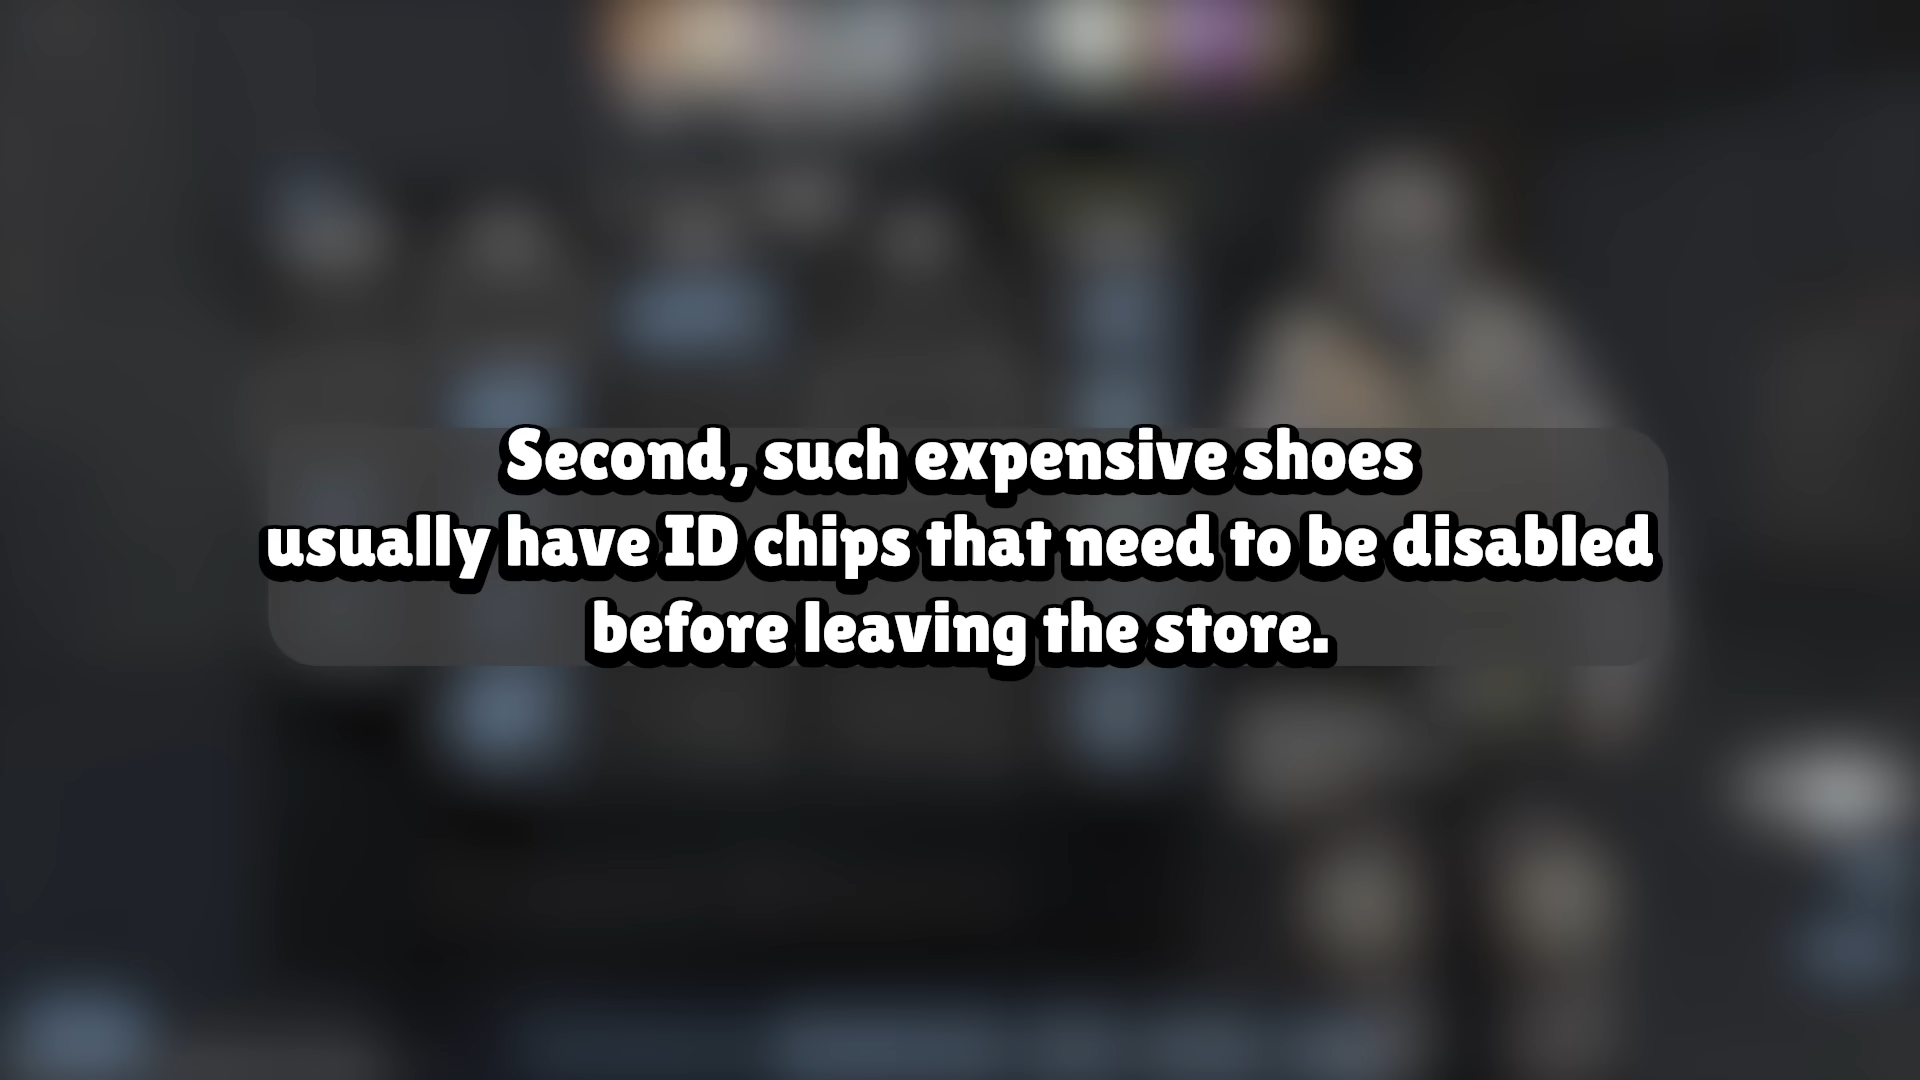 Second, such expensive shoes
usually have ID chips that need to be disabled
before leaving the store.